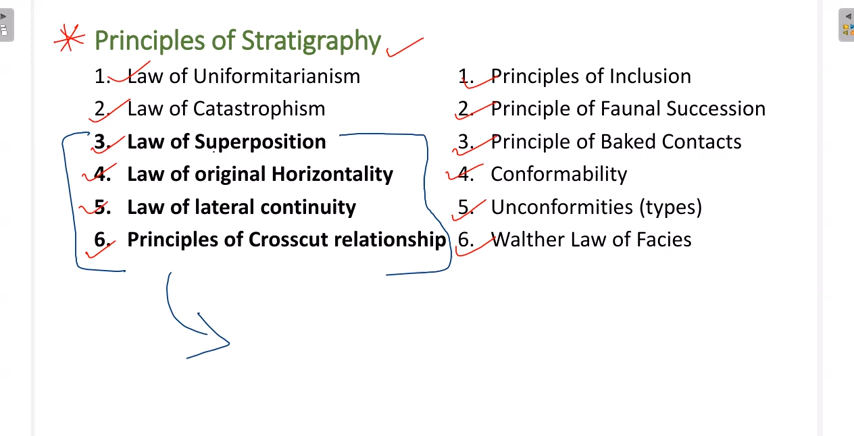 Principles of Stratigraphy
1. Law of Uniformitarianism
2. Law of Catastrophism
3. Law of Superposition
4. Law of original Horizontality
5. Law of lateral continuity
6. Principles of Crosscut relationship
1. Principles of Inclusion
2. Principle of Faunal Succession
3. Principle of Baked Contacts
4. Conformability
5. Unconformities (types)
6. Walther Law of Facies